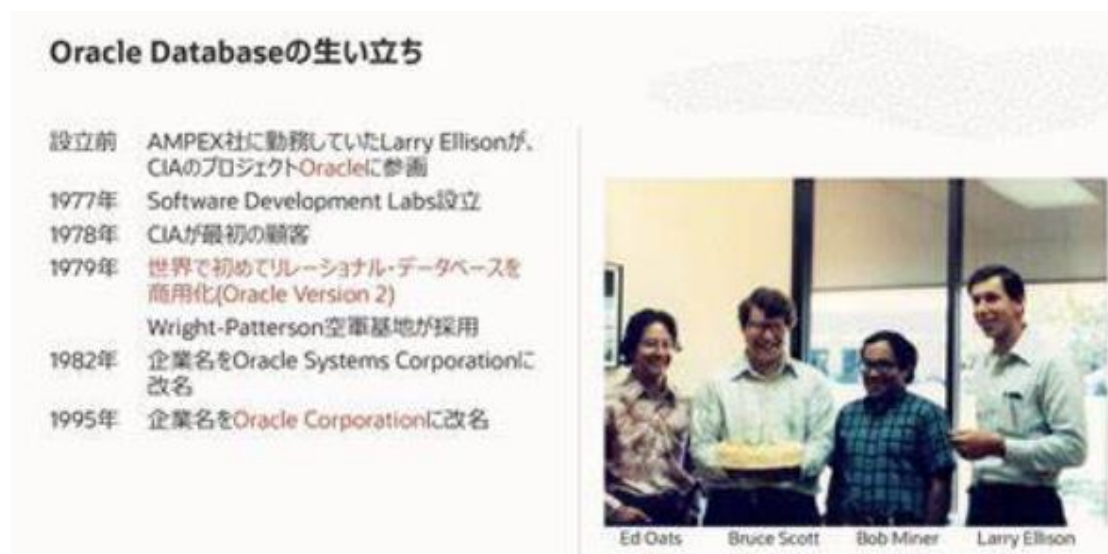 Oracle Databaseの生い立ち
設立前 AMPEX社に勤務していたLarry Ellisonが、
CIAのプロジェクトOracleに参画
1977年 Software Development Labs設立
1978年 CIAが最初の顧客
1979年 世界で初めてリレーショナル・データベースを
商用化(Oracle Version 2)
Wright-Patterson空軍基地が採用
1982年 企業名をOracle Systems Corporationに
改名
1995年 企業名をOracle Corporationに改名
Ed Oats Bruce Scott Bob Miner Larry Ellison